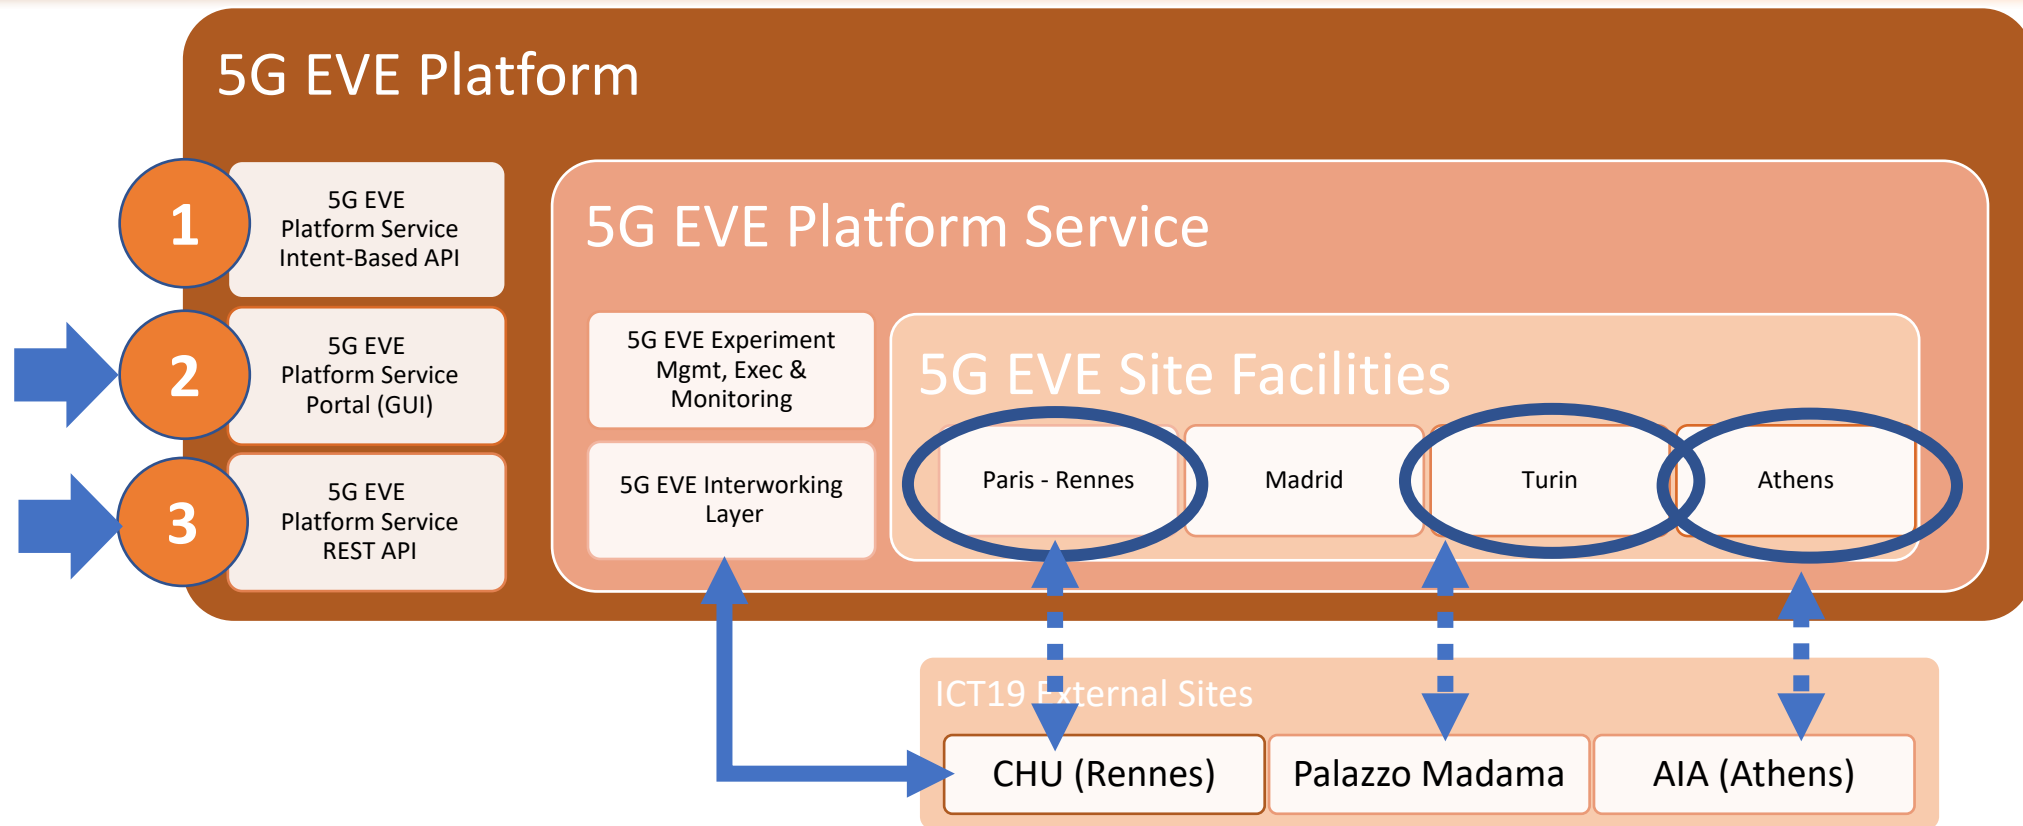 5G EVE Platform
1
5G EVE
Platform Service
Intent-Based API
2
5G EVE
Platform Service
Portal (GUI)
3
5G EVE
Platform Service
REST API
5G EVE Platform Service
5G EVE Experiment
Mgmt, Exec &
Monitoring
5G EVE Interworking
Layer
5G EVE Site Facilities
Paris - Rennes
Madrid
Turin
Athens
ICT19 External Sites
CHU (Rennes)
Palazzo Madama
AIA (Athens)